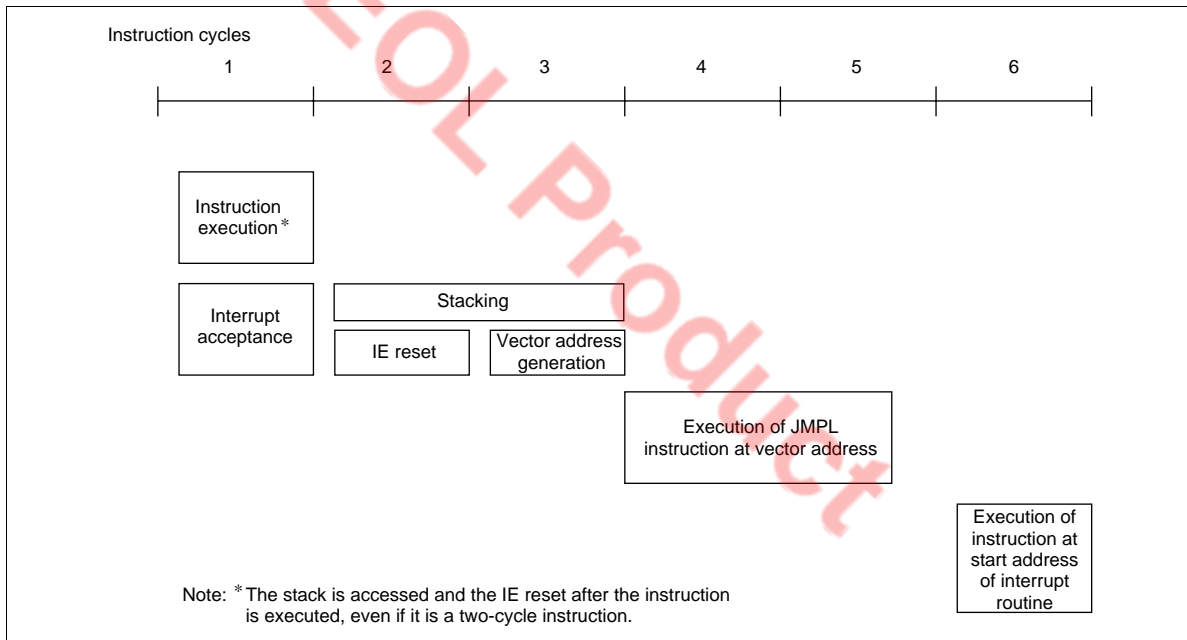 Instruction cycles
1 2 3 4 5 6
Instruction
execution *
Interrupt
acceptance
Stacking
IE reset
Vector address
generation
Execution of JMPL
instruction at vector address
Execution of
instruction at
start address
of interrupt
routine
Note: * The stack is accessed and the IE reset after the instruction
is executed, even if it is a two-cycle instruction.
EOL Product